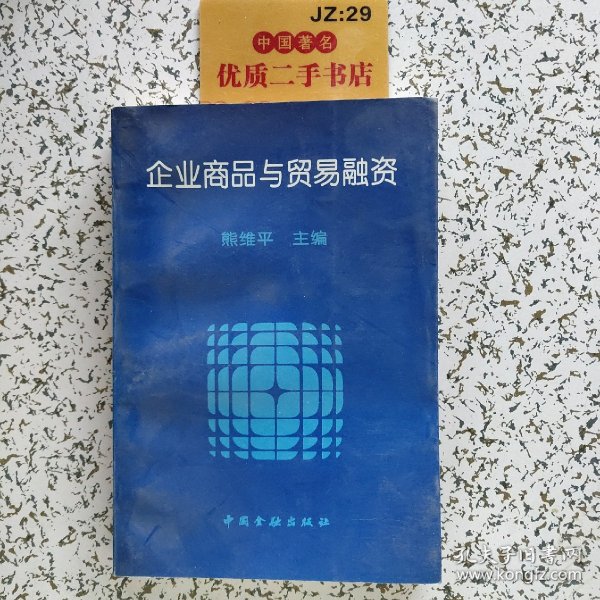 JZ:29
中国著名
优质二手书店
企业商品与贸易融资
熊维平 主编
中国金融出版社
孔夫子旧书网
www.kongfz.com